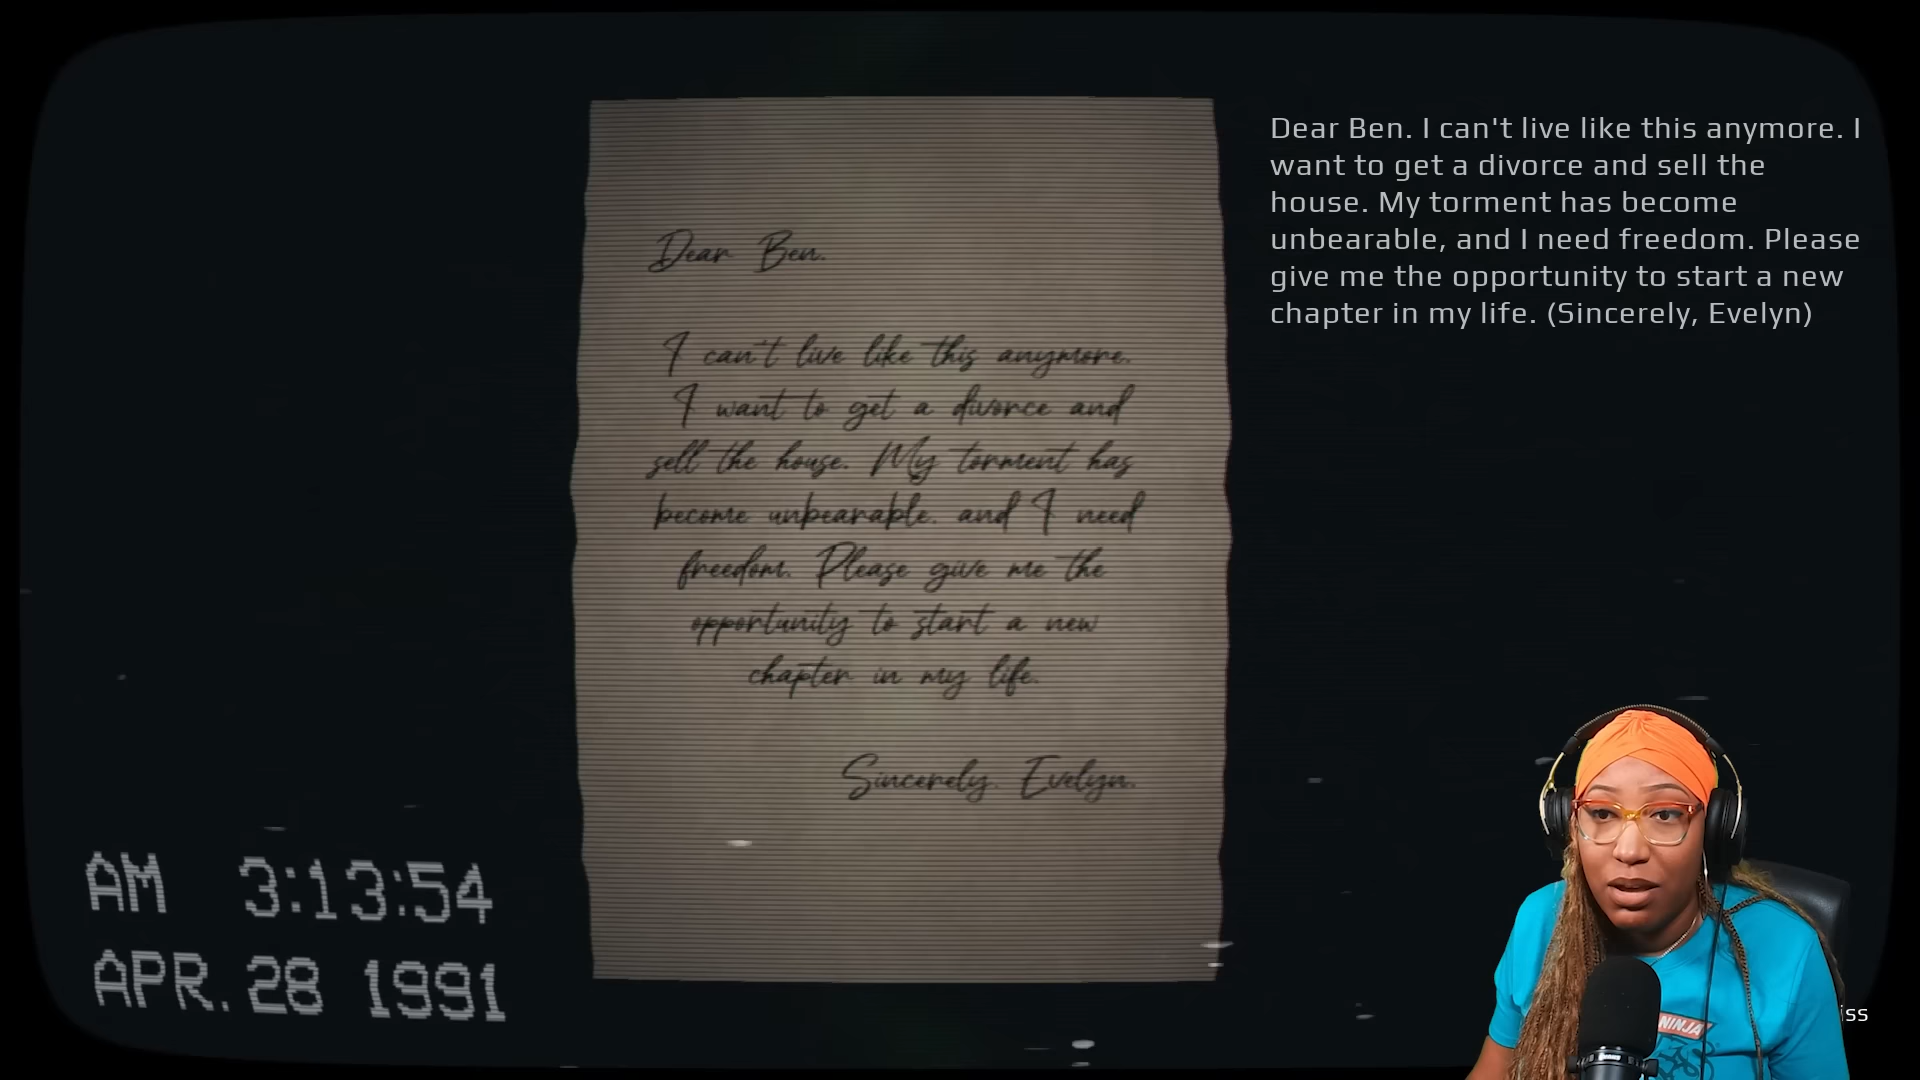 Dear Ben.
I can't live like this anymore.
I want to get a divorce and
sell the house. My torment has
become unbearable, and I need
freedom. Please give me the
opportunity to start a new
chapter in my life.
Sincerely, Evelyn.
Dear Ben. I can't live like this anymore. I
want to get a divorce and sell the
house. My torment has become
unbearable, and I need freedom. Please
give me the opportunity to start a new
chapter in my life. (Sincerely, Evelyn)
AM 3:13:54
APR. 28 1991
NINJA
iss